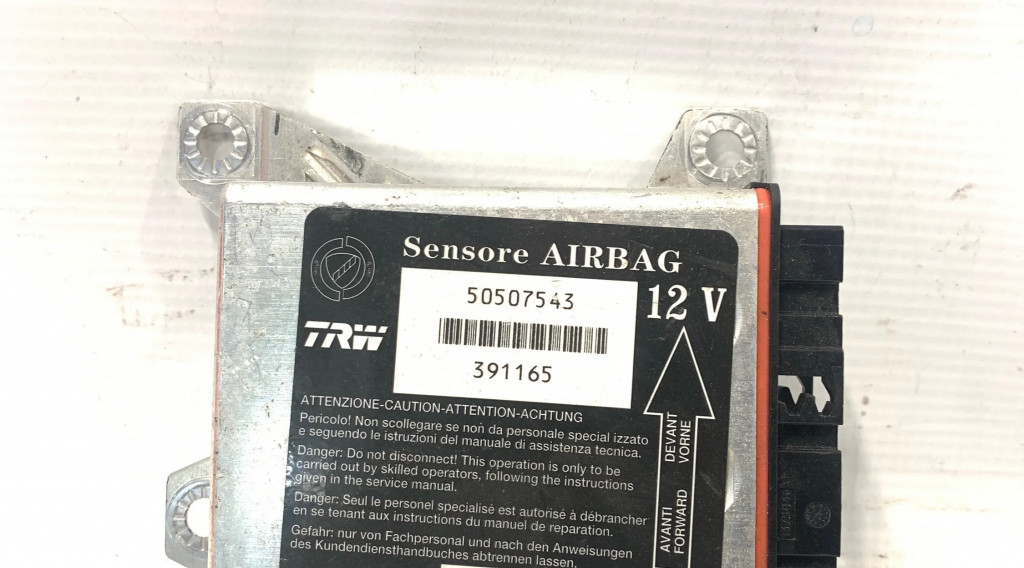 Sensore AIRBAG
50507543
12 V
TRW
391165
ATTENZIONE-CAUTION-ATTENTION-ACHTUNG
Pericolo! Non scollegare se non da personale special izzato
e seguendo le istruzioni del manuale di assistenza tecnica.
Danger: Do not disconnect! This operation is only to be
carried out by skilled operators, following the instructions
given in the service manual.
Danger: Seul le personel specialisé est autorisé à débrancher
en se tenant aux instructions du manuel de reparation.
Gefahr: nur von Fachpersonal und nach den Anweisungen
des Kundendiensthandbuches abtrennen lassen.
DEVANT
VORNE
AVANTI
FORWARD